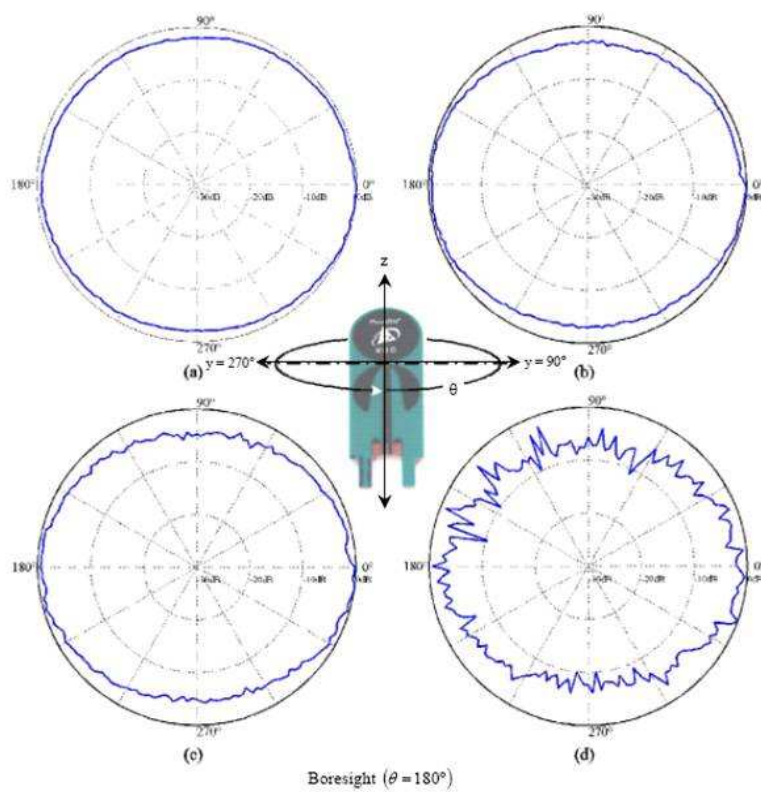 90° 90°
180° -30dB -20dB -10dB 0dB 0° 180° -30dB -20dB -10dB 0dB 0°
z
270° 270°
(a) y = 270° y = 90° (b)
θ
90° 90°
180° -30dB -20dB -10dB 0dB 0° 180° -30dB -20dB -10dB 0dB 0°
270° 270°
(c) (d)
Boresight (θ = 180°)